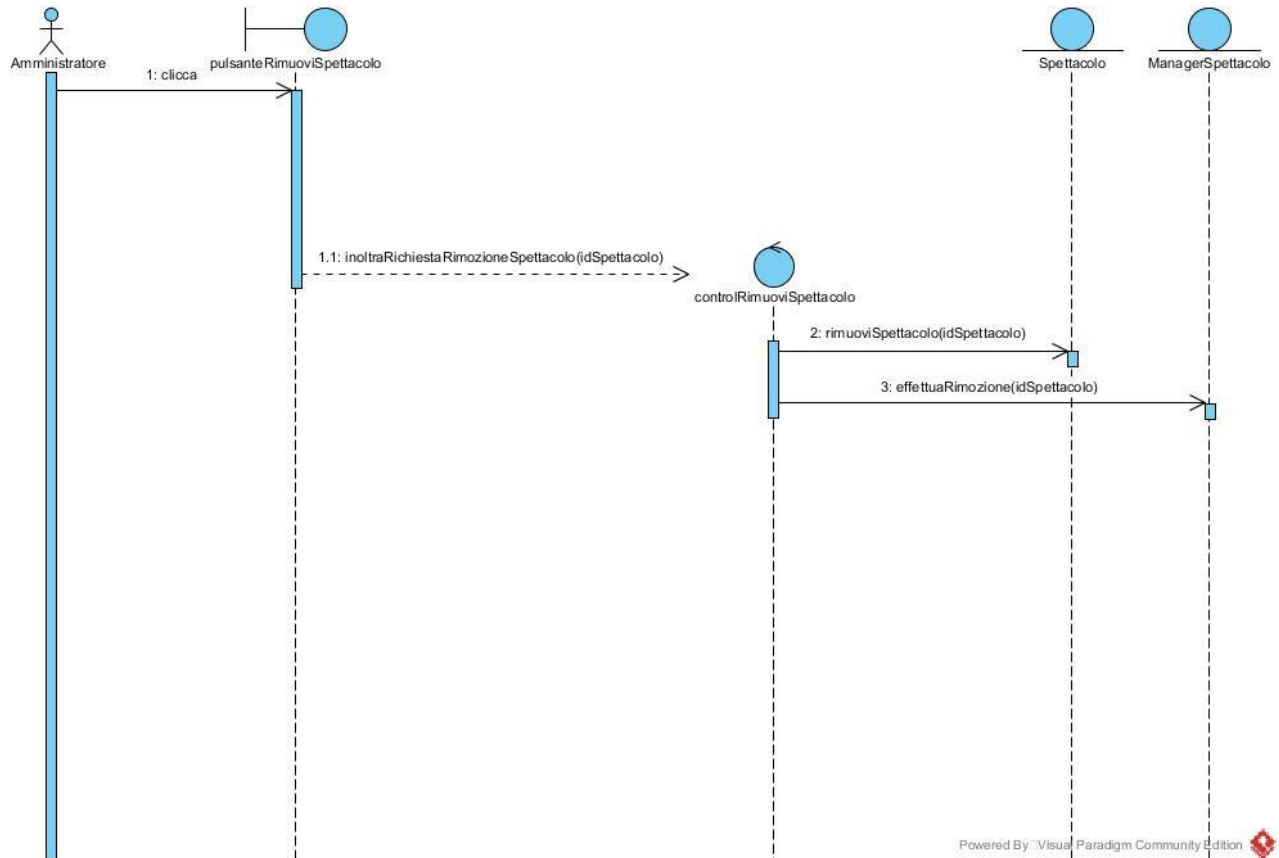 Amministratore
pulsanteRimuoviSpettacolo
Spettacolo
ManagerSpettacolo
1: clicca
1.1: inoltraRichiestaRimozioneSpettacolo(idSpettacolo)
controlRimuoviSpettacolo
2: rimuoviSpettacolo(idSpettacolo)
3: effettuaRimozione(idSpettacolo)
Powered By Visual Paradigm Community Edition